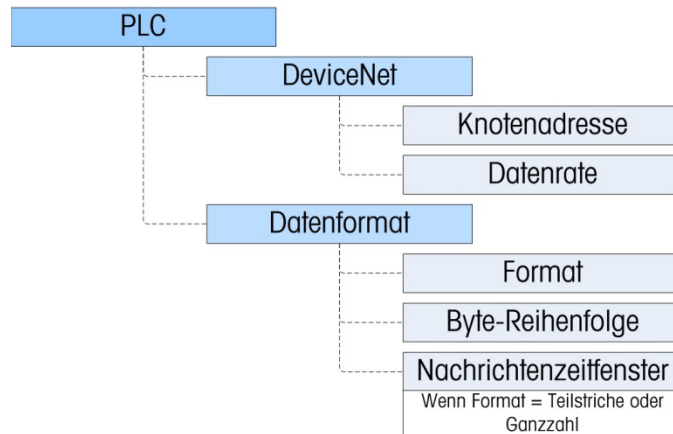 PLC
DeviceNet
Knotenadresse
Datenrate
Datenformat
Format
Byte-Reihenfolge
Nachrichtenzeitfenster
Wenn Format = Teilstriche oder
Ganzzahl